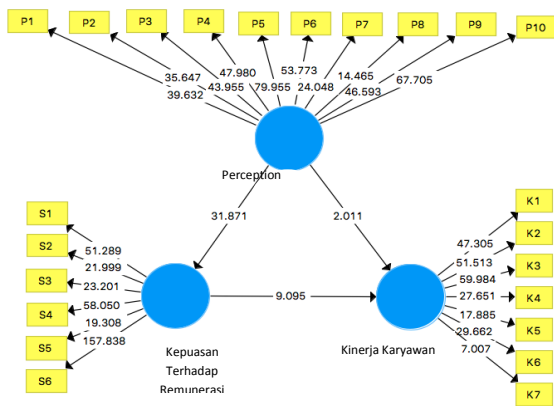 P1 P2 P3 P4 P5 P6 P7 P8 P9 P10
35.647 47.980 53.773 14.465 67.705
39.632 43.955 79.955 24.048 46.593
Perception
31.871 2.011
S1
S2
S3
S4
S5
S6
51.289
21.999
23.201
58.050
19.308
157.838
9.095
K1
K2
K3
K4
K5
K6
K7
47.305
51.513
59.984
27.651
17.885
29.662
7.007
Kepuasan
Terhadap
Remunerasi
Kinerja Karyawan